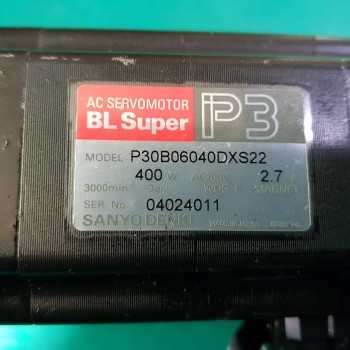 AC SERVOMOTOR
BL Super P3
MODEL P30B06040DXS22
400 W AC200V 2.7 A
3000min⁻¹
SER. No. 04024011
SANYO DENKI MADE IN JAPAN